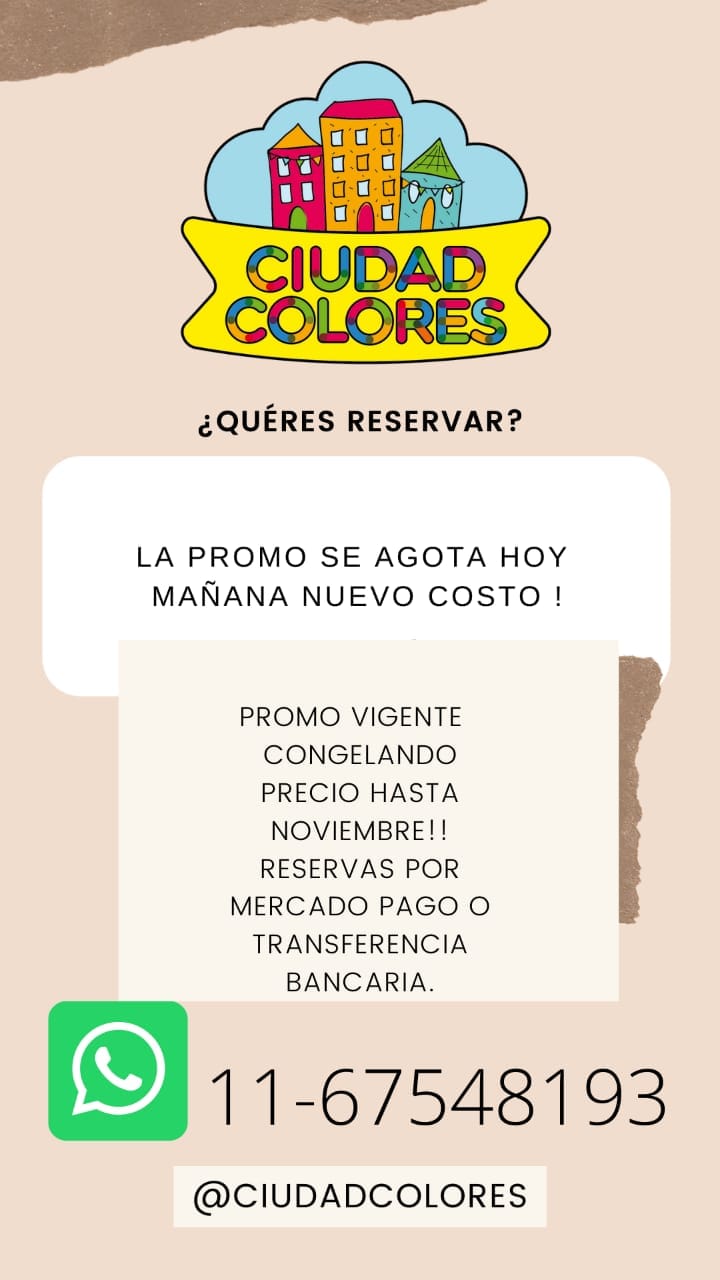 CIUDAD
COLORES
¿QUÉRES RESERVAR?
LA PROMO SE AGOTA HOY
MAÑANA NUEVO COSTO !
PROMO VIGENTE
CONGELANDO
PRECIO HASTA
NOVIEMBRE!!
RESERVAS POR
MERCADO PAGO O
TRANSFERENCIA
BANCARIA.
11-67548193
@CIUDADCOLORES